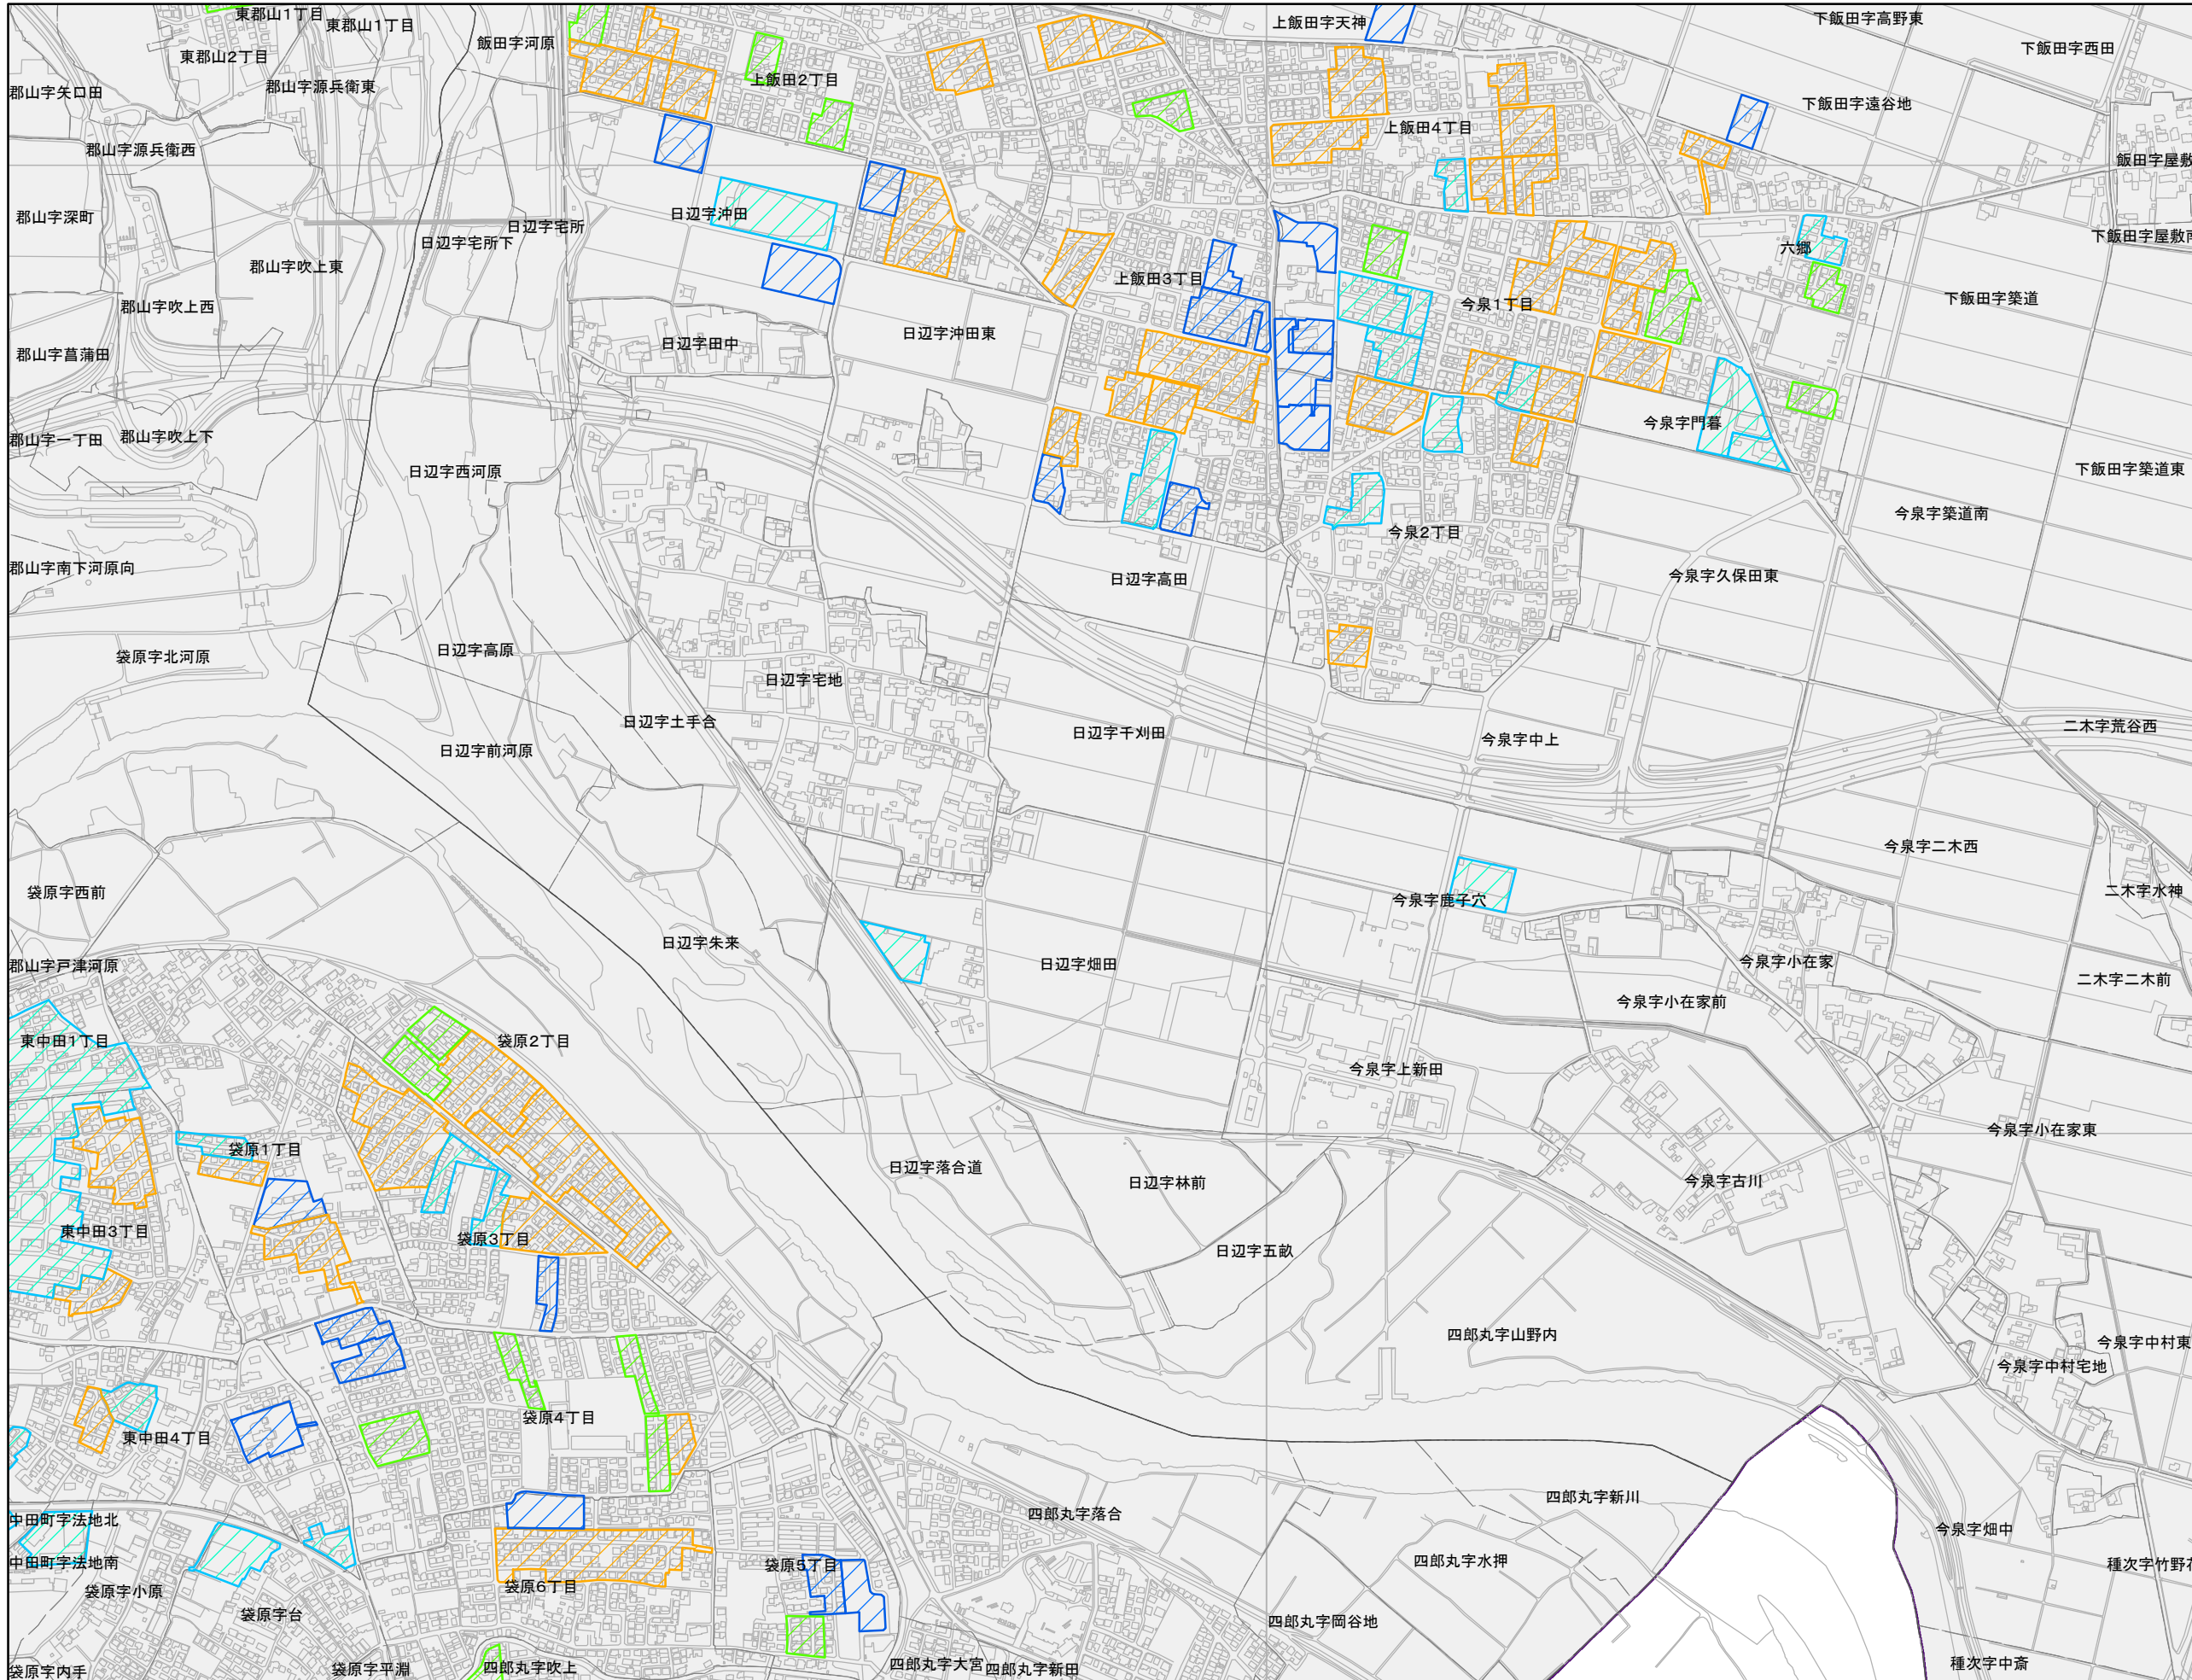 東郡山1丁目
東郡山1丁目
上飯田字天神
下飯田字高野東
飯田字河原
下飯田字西田
東郡山2丁目
上飯田2丁目
郡山字源兵衛東
郡山字矢口田
下飯田字遠谷地
上飯田4丁目
郡山字源兵衛西
飯田字屋敷
郡山字深町
日辺字沖田
日辺字宅所
日辺字宅所下
下飯田字屋敷南
六郷
郡山字吹上東
上飯田3丁目
下飯田字築道
今泉1丁目
郡山字吹上西
日辺字沖田東
日辺字田中
郡山字菖蒲田
今泉字門暮
郡山字一丁田
郡山字吹上下
日辺字西河原
下飯田字築道東
今泉字築道南
今泉2丁目
郡山字南下河原向
日辺字高田
今泉字久保田東
日辺字高原
袋原字北河原
日辺字宅地
日辺字土手合
二木字荒谷西
日辺字千刈田
今泉字中上
日辺字前河原
今泉字二木西
二木字水神
袋原字西前
今泉字鹿子穴
日辺字朱来
今泉字小在家
日辺字畑田
郡山字戸津河原
二木字二木前
今泉字小在家前
東中田1丁目
袋原2丁目
今泉字上新田
今泉字小在家東
袋原1丁目
日辺字落合道
今泉字古川
日辺字林前
東中田3丁目
袋原3丁目
日辺字五畝
四郎丸字山野内
今泉字中村東
今泉字中村宅地
袋原4丁目
東中田4丁目
四郎丸字新川
四郎丸字落合
中田町字法地北
今泉字畑中
中田町字法地南
袋原5丁目
四郎丸字水押
種次字竹野花
袋原6丁目
袋原字小原
袋原字台
四郎丸字岡谷地
四郎丸字大宮
種次字中斎
袋原字内手
袋原字平淵
四郎丸字吹上
四郎丸字新田